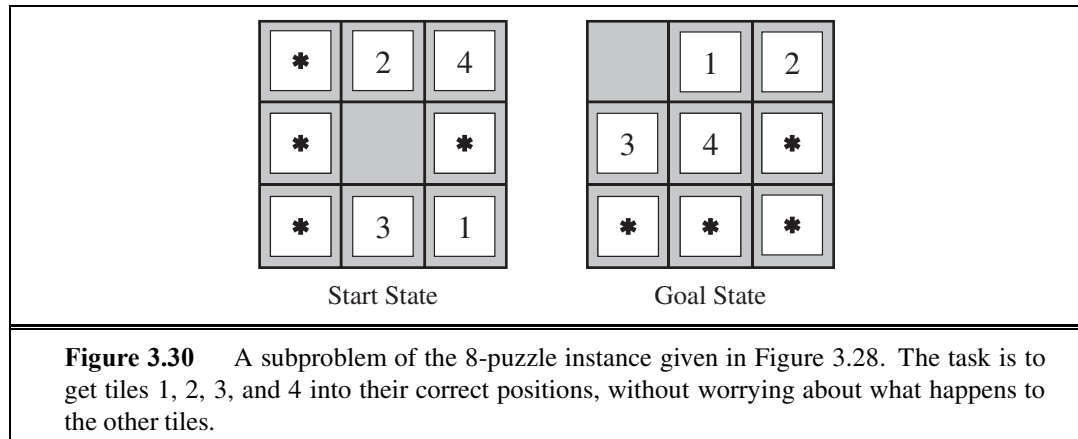 * 2 4 1 2
* * 3 4 *
* 3 1 * * *
Start State Goal State
Figure 3.30 A subproblem of the 8-puzzle instance given in Figure 3.28. The task is to
get tiles 1, 2, 3, and 4 into their correct positions, without worrying about what happens to
the other tiles.